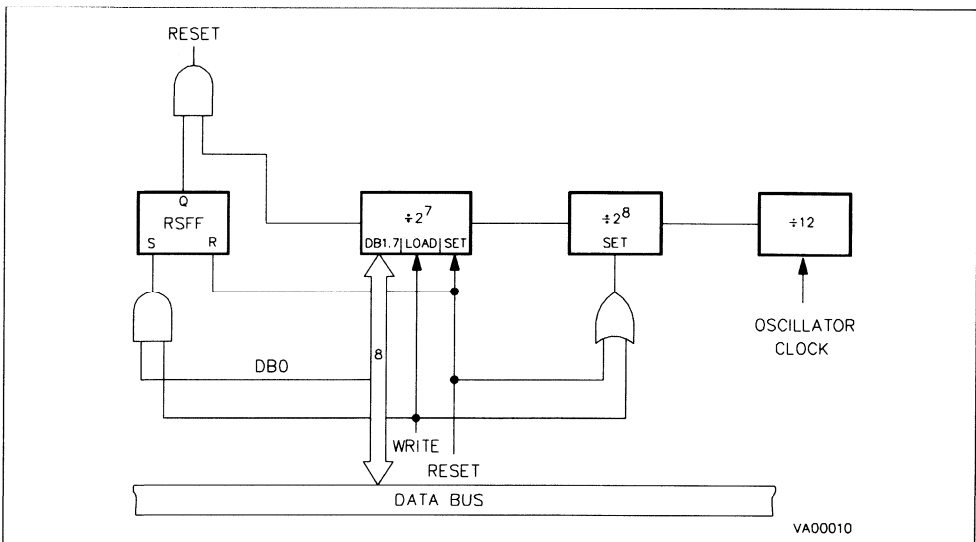 RESET
Q
RSFF
S R
÷2⁷
DB1.7 LOAD SET
÷2⁸
SET
÷12
OSCILLATOR
CLOCK
8
DB0
WRITE
RESET
DATA BUS
VA00010